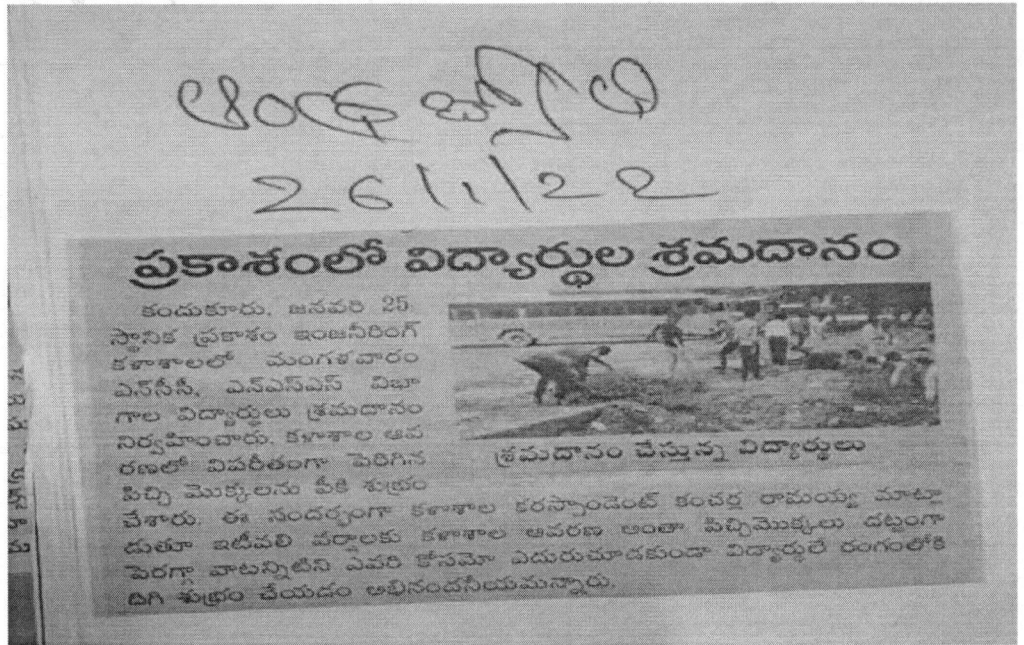 ఆంధ్రజ్యోతి
26/1/22
ప్రకాశంలో విద్యార్థుల శ్రమదానం
కందుకూరు, జనవరి 25:
స్థానిక ప్రకాశం ఇంజనీరింగ్
కళాశాలలో మంగళవారం
ఎన్‌సీసీ, ఎన్ఎస్ఎస్ విభా
గాల విద్యార్థులు శ్రమదానం
నిర్వహించారు. కళాశాల ఆవ
రణలో విపరీతంగా పెరిగిన
పిచ్చి మొక్కలను పీకి శుభ్రం
శ్రమదానం చేస్తున్న విద్యార్థులు
చేశారు. ఈ సందర్భంగా కళాశాల కరస్పాండెంట్ కంచర్ల రామయ్య మాట్లా
డుతూ ఇటీవలి వర్షాలకు కళాశాల ఆవరణ అంతా పిచ్చిమొక్కలు దట్టంగా
పెరగ్గా వాటన్నిటిని ఎవరి కోసమో ఎదురుచూడకుండా విద్యార్థులే రంగంలోకి
దిగి శుభ్రం చేయడం అభినందనీయమన్నారు.